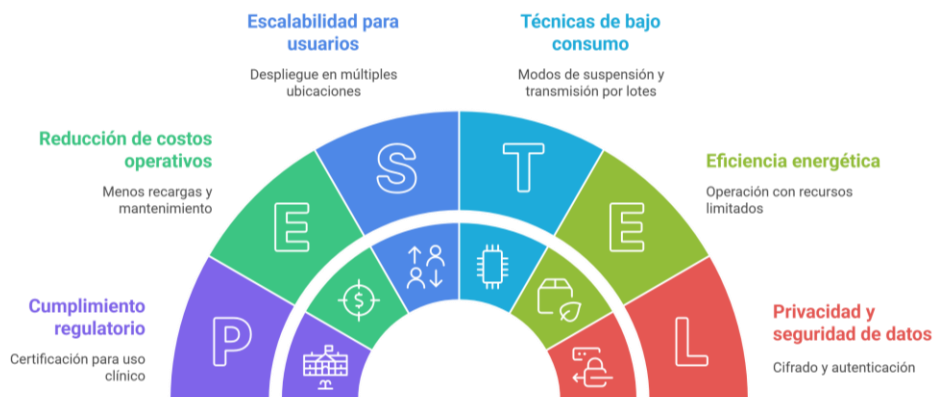 Escalabilidad para
usuarios
Despliegue en múltiples
ubicaciones
Técnicas de bajo
consumo
Modos de suspensión y
transmisión por lotes
Reducción de costos
operativos
Menos recargas y
mantenimiento
Eficiencia energética
Operación con recursos
limitados
Cumplimiento
regulatorio
Certificación para uso
clínico
Privacidad y
seguridad de datos
Cifrado y autenticación
P
E
S
T
E
L
$